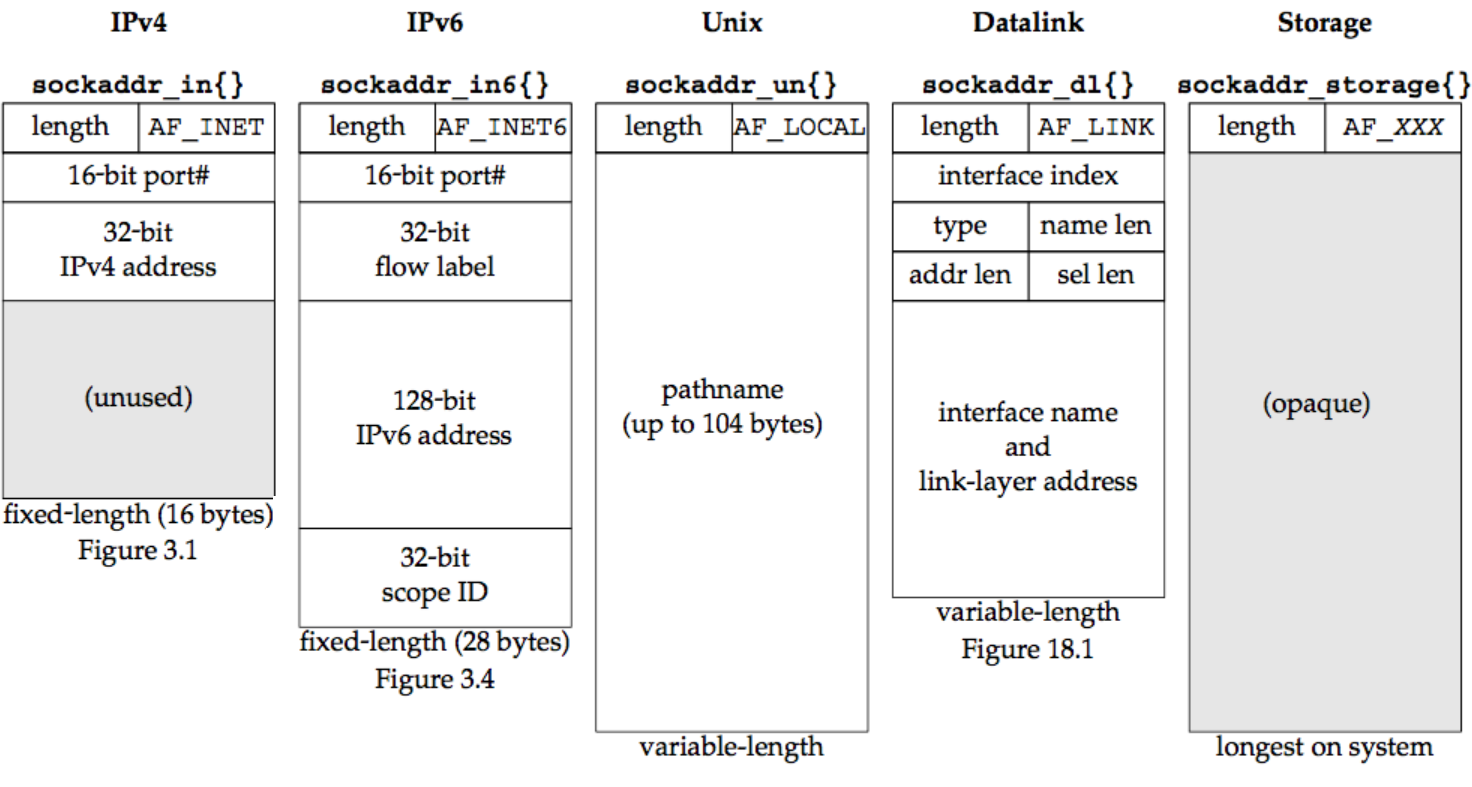 IPv4
sockaddr_in{}
length AF_INET
16-bit port#
32-bit
IPv4 address
(unused)
fixed-length (16 bytes)
Figure 3.1
IPv6
sockaddr_in6{}
length AF_INET6
16-bit port#
32-bit
flow label
128-bit
IPv6 address
32-bit
scope ID
fixed-length (28 bytes)
Figure 3.4
Unix
sockaddr_un{}
length AF_LOCAL
pathname
(up to 104 bytes)
variable-length
Datalink
sockaddr_dl{}
length AF_LINK
interface index
type name len
addr len sel len
interface name
and
link-layer address
variable-length
Figure 18.1
Storage
sockaddr_storage{}
length AF_XXX
(opaque)
longest on system